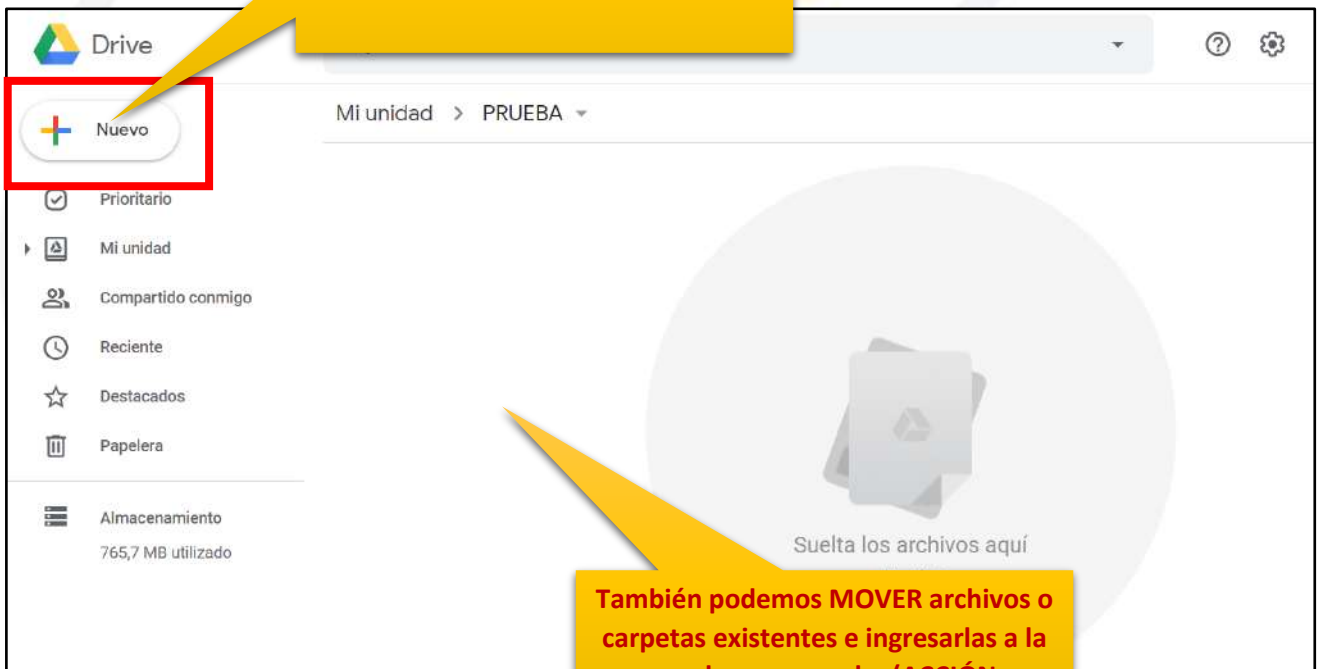 Drive
Nuevo
Mi unidad > PRUEBA
Prioritario
Mi unidad
Compartido conmigo
Reciente
Destacados
Papelera
Almacenamiento
765,7 MB utilizado
Suelta los archivos aquí
También podemos MOVER archivos o
carpetas existentes e ingresarlas a la